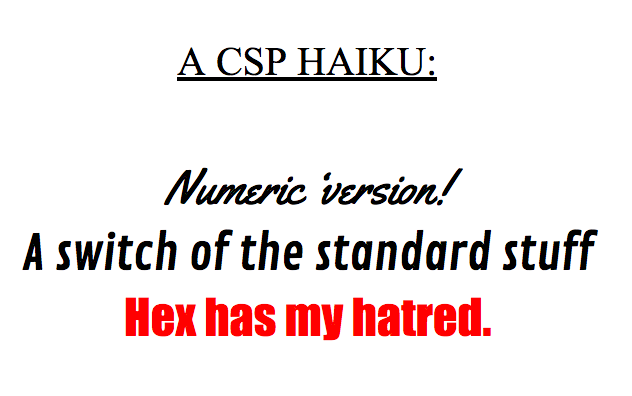 A CSP HAIKU:
Numeric 'version!
A switch of the standard stuff
Hex has my hatred.